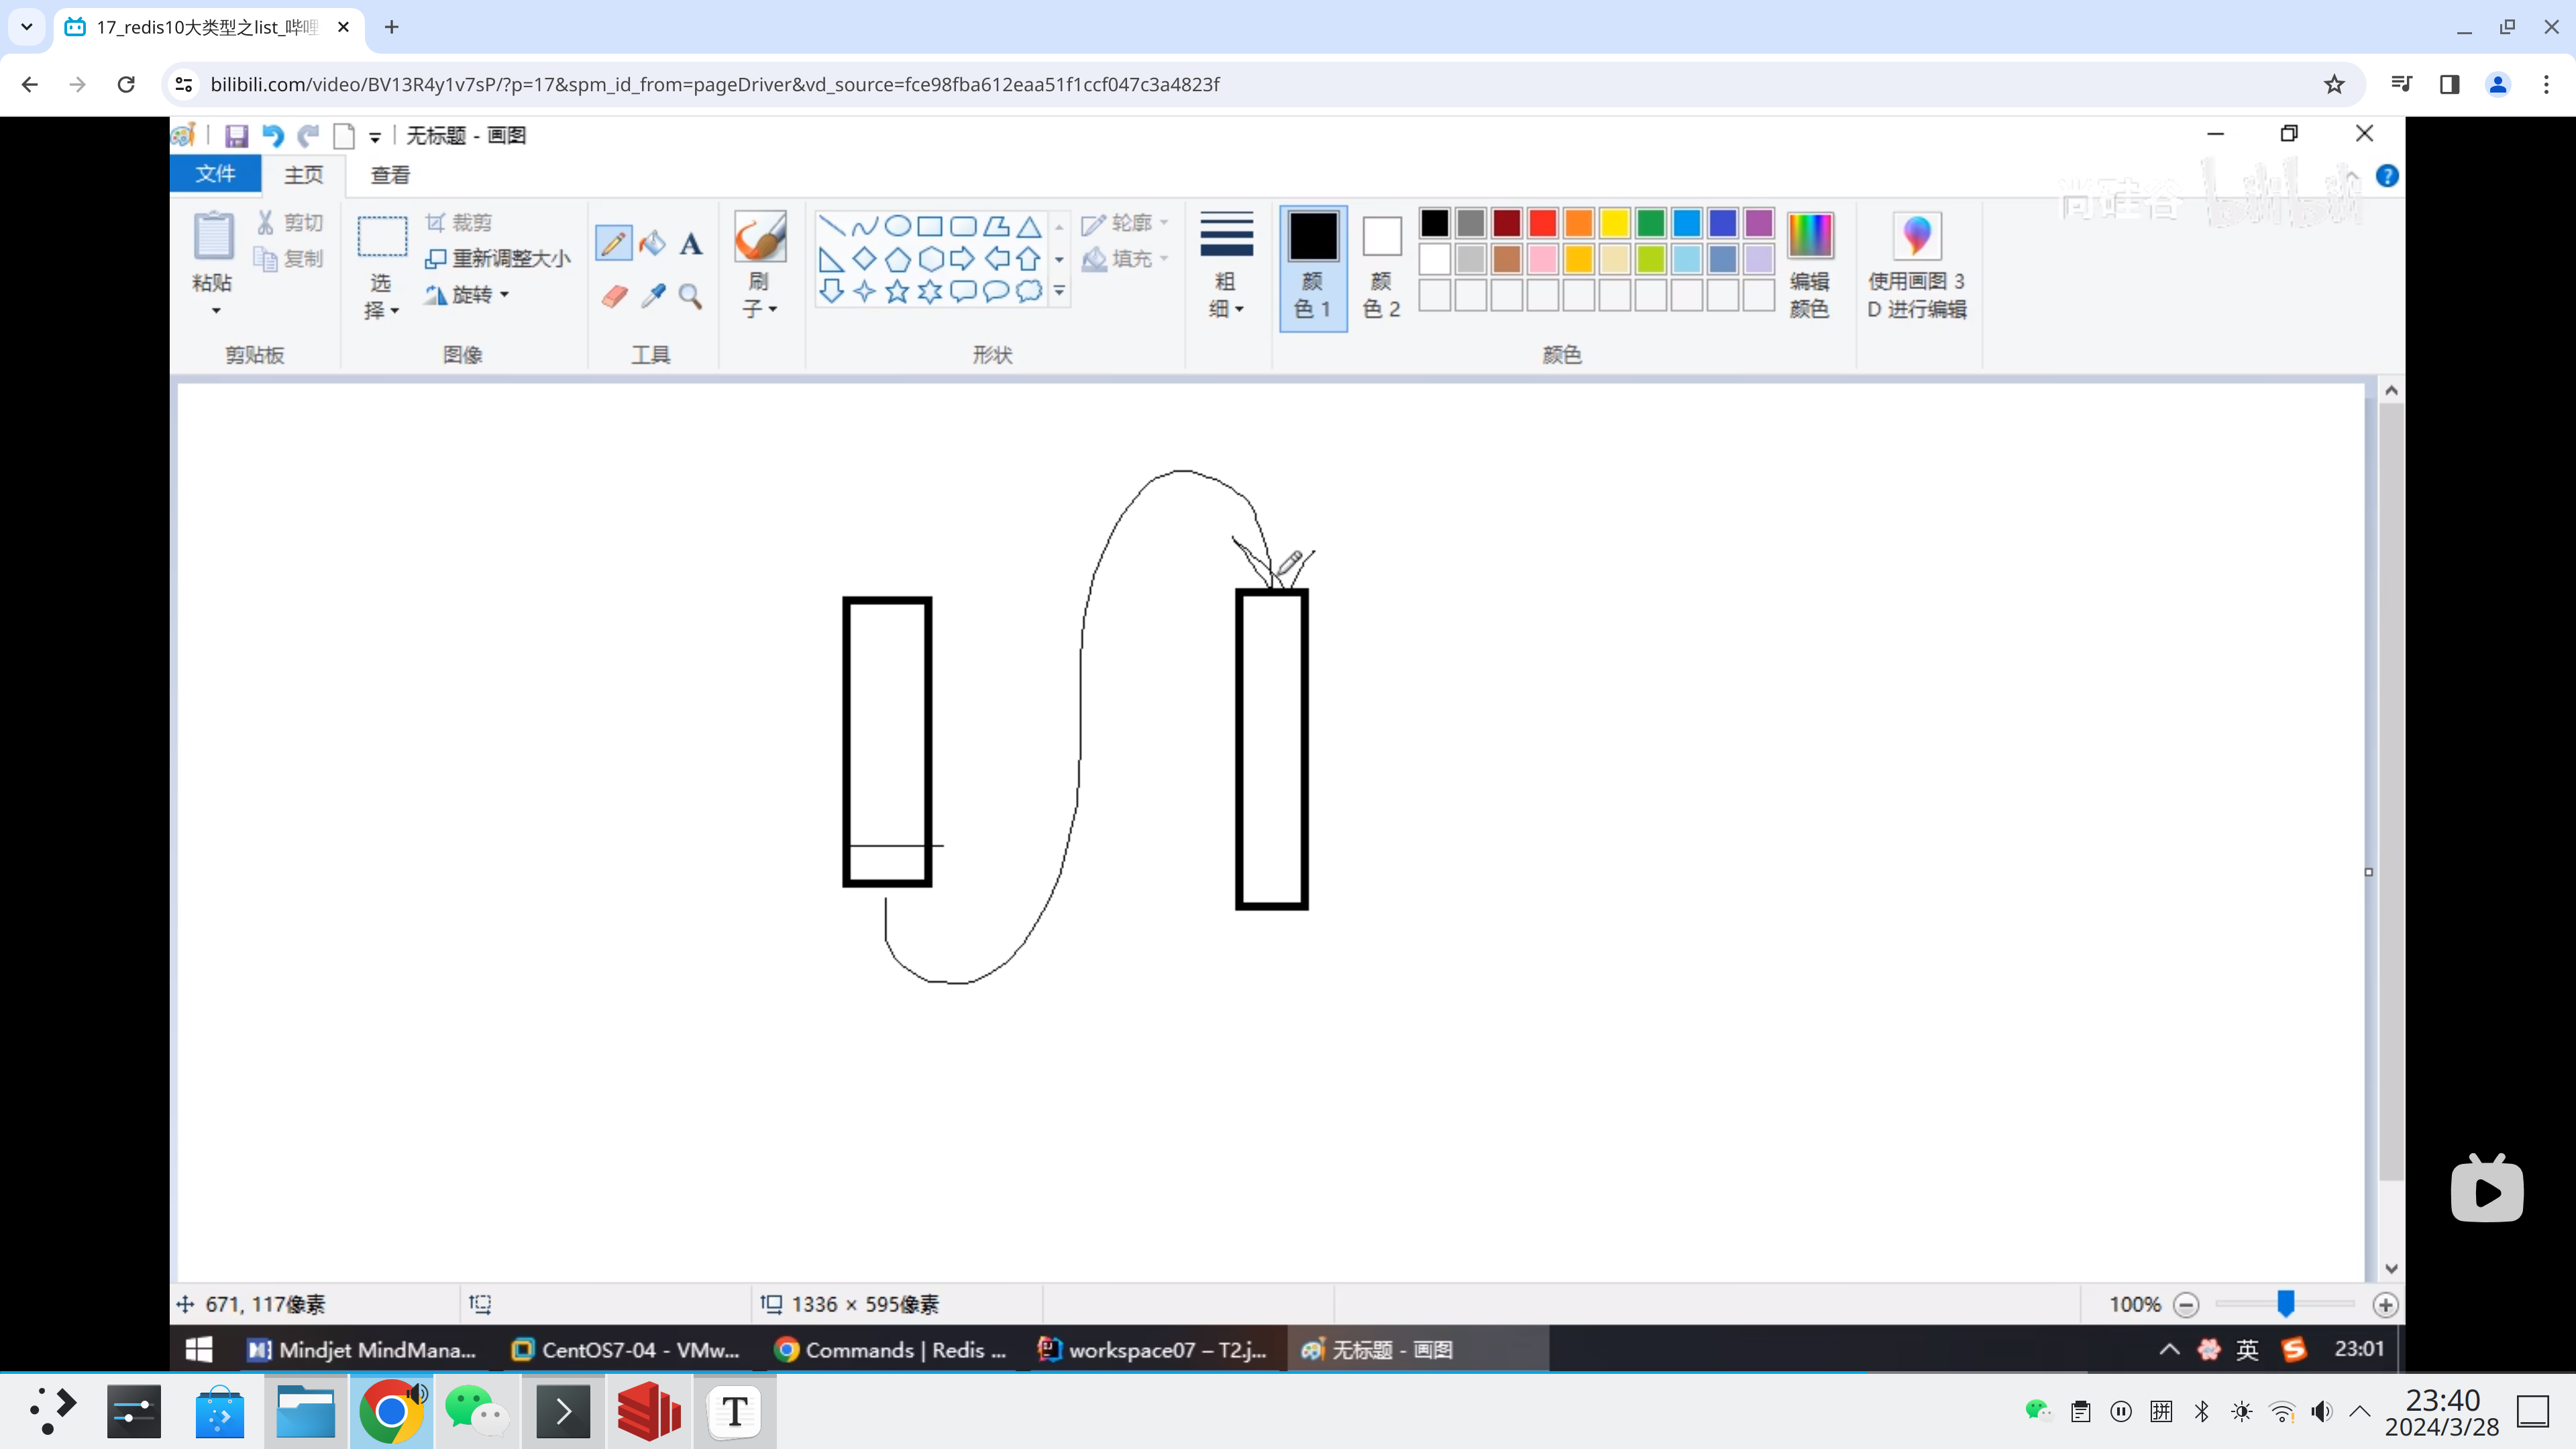 17_redis10大类型之list_哔哩
bilibili.com/video/BV13R4y1v7sP/?p=17&spm_id_from=pageDriver&vd_source=fce98fba612eaa51f1ccf047c3a4823f
无标题 - 画图
文件 主页 查看
尚硅谷 bilibili
粘贴 剪切 复制
剪贴板
选择 裁剪 重新调整大小 旋转
图像
A
工具
刷子
轮廓 填充
形状
粗细
颜色 1
颜色 2
编辑颜色
颜色
使用画图 3D 进行编辑
671, 117像素
1336 × 595像素
100%
Mindjet MindMana... CentOS7-04 - VMw... Commands | Redis ... workspace07 – T2.j... 无标题 - 画图 英 23:01
T
拼
23:40
2024/3/28